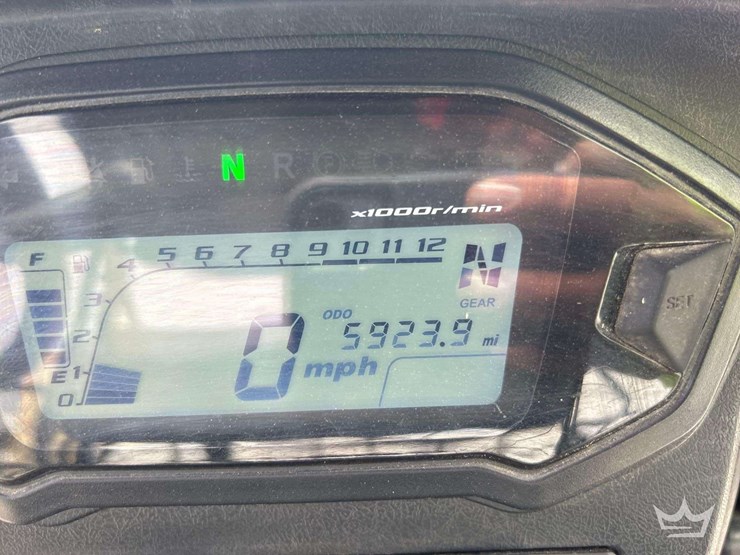 N R
x1000r/min
F 4 5 6 7 8 9 10 11 12 N
3 GEAR
ODO
2 5923.9 mi
E 1 0 mph
0
SET